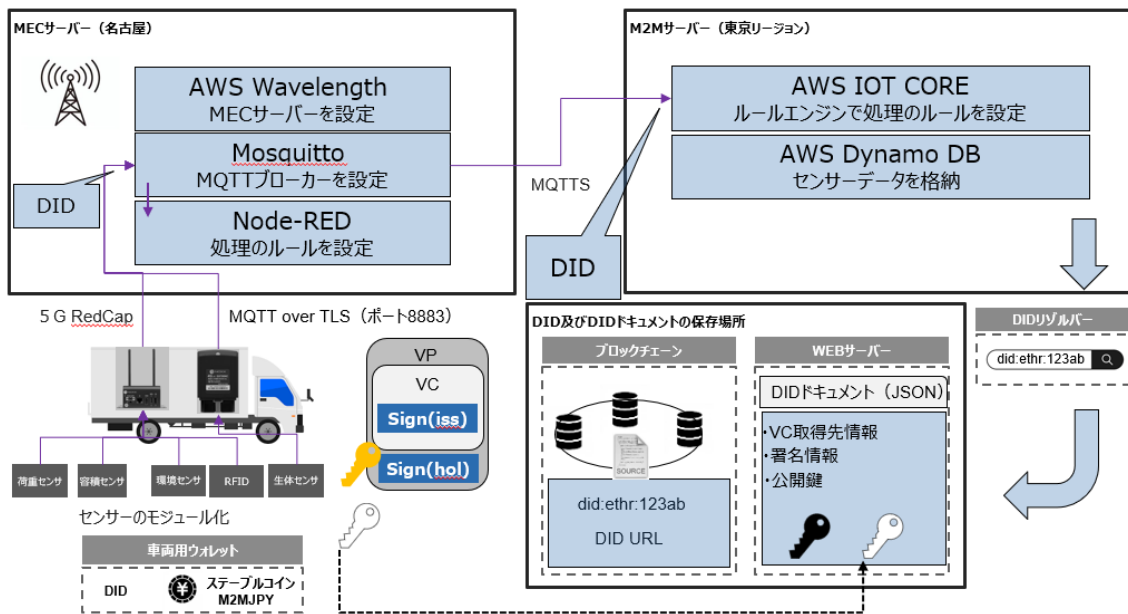 MECサーバー（名古屋）
AWS Wavelength
MECサーバーを設定
Mosquitto
MQTTブローカーを設定
Node-RED
処理のルールを設定
DID
MQTTS
M2Mサーバー（東京リージョン）
AWS IOT CORE
ルールエンジンで処理のルールを設定
AWS Dynamo DB
センサーデータを格納
DID
５G RedCap
MQTT over TLS（ポート8883）
荷重センサ
容積センサ
環境センサ
RFID
生体センサ
センサーのモジュール化
車両用ウォレット
DID
¥
ステーブルコイン
M2MJPY
VP
VC
Sign(iss)
Sign(hol)
DID及びDIDドキュメントの保存場所
ブロックチェーン
SOURCE
did:ethr:123ab
DID URL
WEBサーバー
DIDドキュメント（JSON）
・VC取得先情報
・署名情報
・公開鍵
DIDリゾルバー
did:ethr:123ab